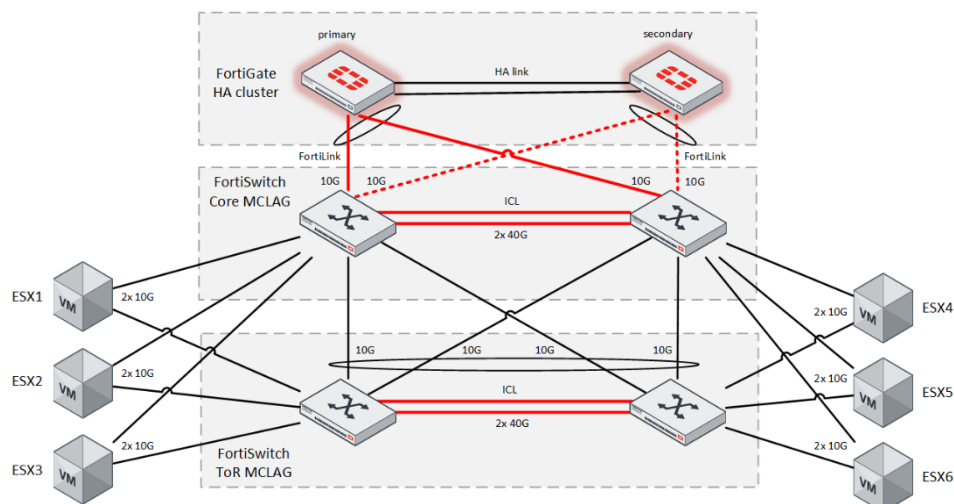 primary
secondary
FortiGate
HA cluster
HA link
FortiLink
FortiLink
FortiSwitch
Core MCLAG
10G
10G
10G
10G
ICL
2x 40G
ESX1
2x 10G
ESX4
2x 10G
10G
10G
10G
10G
ESX2
2x 10G
ESX5
2x 10G
ICL
2x 40G
ESX3
2x 10G
ESX6
2x 10G
FortiSwitch
ToR MCLAG
VM
VM
VM
VM
VM
VM